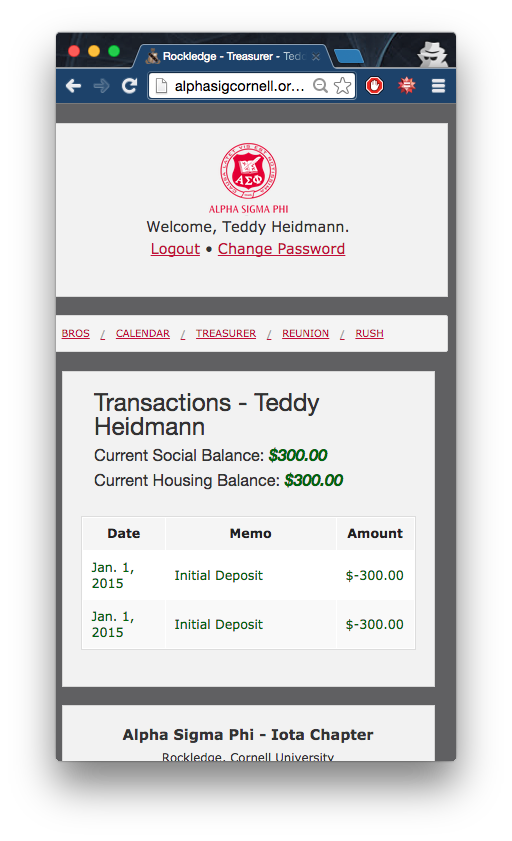 Rockledge - Treasurer - Tedd
alphasigcornell.or...
ΑΣΦ
ALPHA SIGMA PHI
Welcome, Teddy Heidmann.
Logout • Change Password
BROS / CALENDAR / TREASURER / REUNION / RUSH
Transactions - Teddy
Heidmann
Current Social Balance: $300.00
Current Housing Balance: $300.00
Date Memo Amount
Jan. 1,
2015 Initial Deposit $-300.00
Jan. 1,
2015 Initial Deposit $-300.00
Alpha Sigma Phi - Iota Chapter
Rockledge, Cornell University